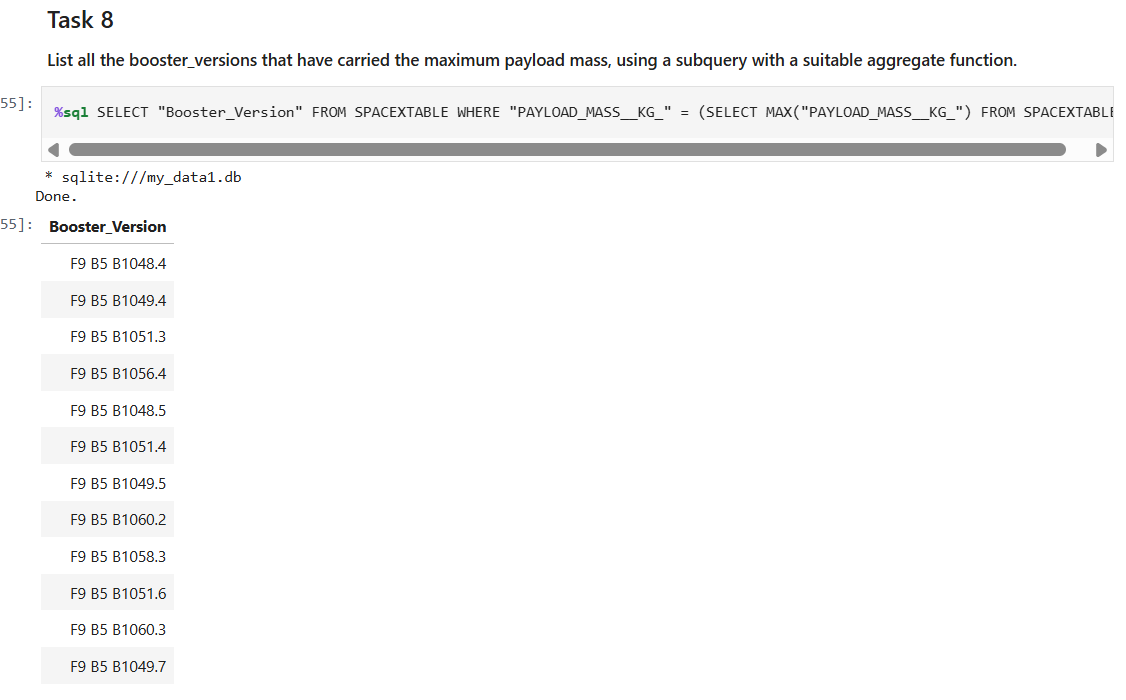 Task 8
List all the booster_versions that have carried the maximum payload mass, using a subquery with a suitable aggregate function.
55]: %sql SELECT "Booster_Version" FROM SPACEXTABLE WHERE "PAYLOAD_MASS__KG_" = (SELECT MAX("PAYLOAD_MASS__KG_") FROM SPACEXTABLE
* sqlite:///my_data1.db
Done.
55]: Booster_Version
F9 B5 B1048.4
F9 B5 B1049.4
F9 B5 B1051.3
F9 B5 B1056.4
F9 B5 B1048.5
F9 B5 B1051.4
F9 B5 B1049.5
F9 B5 B1060.2
F9 B5 B1058.3
F9 B5 B1051.6
F9 B5 B1060.3
F9 B5 B1049.7